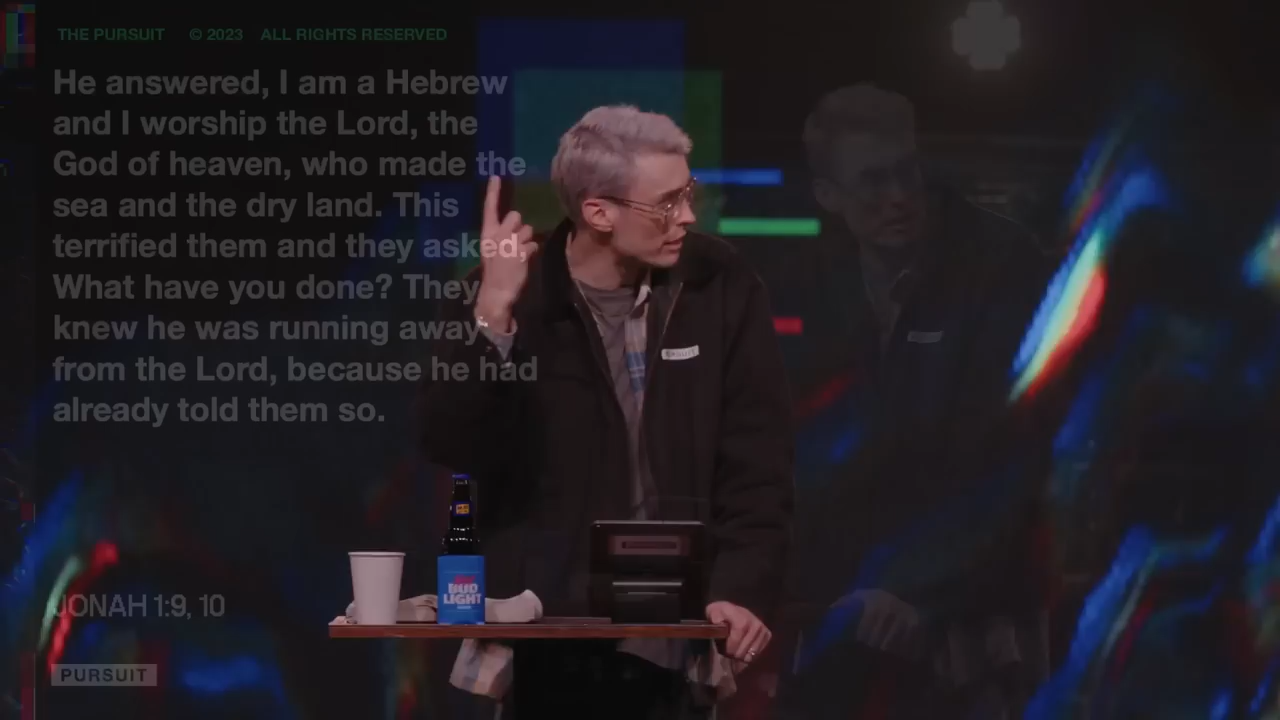 THE PURSUIT © 2023 ALL RIGHTS RESERVED
He answered, I am a Hebrew
and I worship the Lord, the
God of heaven, who made the
sea and the dry land. This
terrified them and they asked,
What have you done? They
knew he was running away
from the Lord, because he had
already told them so.
BUD
LIGHT
JONAH 1:9, 10
PURSUIT